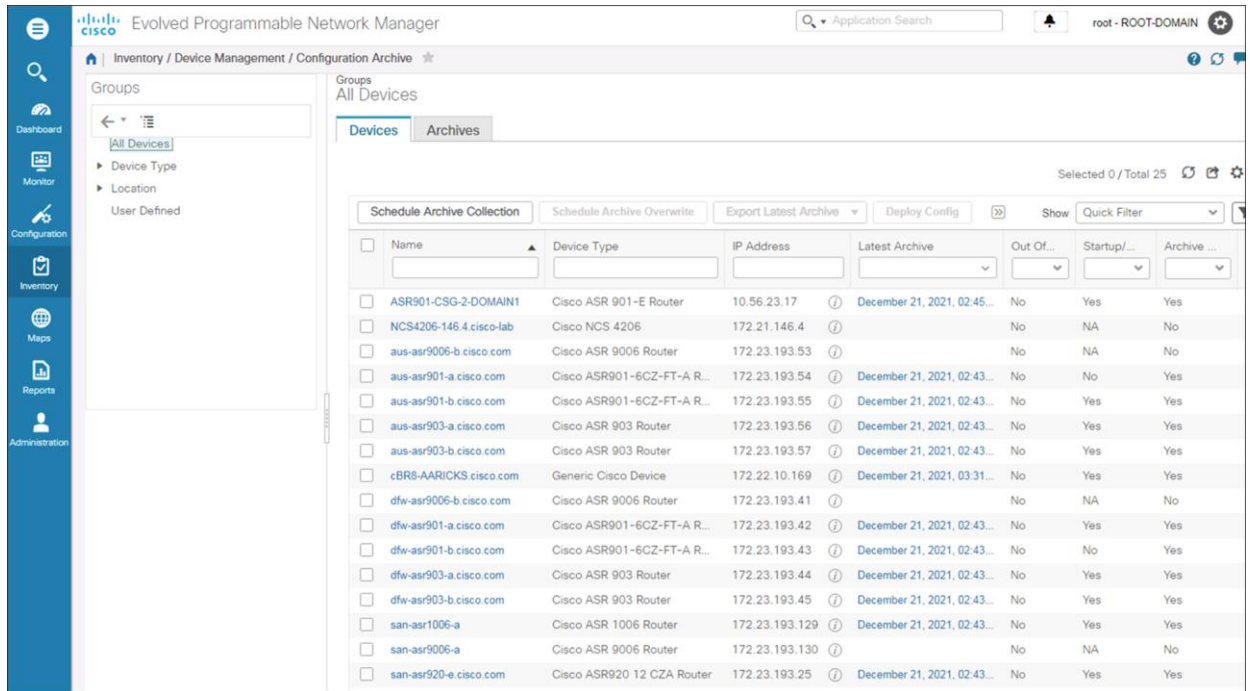 cisco Evolved Programmable Network Manager
Application Search
root - ROOT-DOMAIN
Inventory / Device Management / Configuration Archive
Dashboard
Monitor
Configuration
Inventory
Maps
Reports
Administration
Groups
All Devices
Device Type
Location
User Defined
Groups
All Devices
Devices Archives
Selected 0 / Total 25
Schedule Archive Collection Schedule Archive Overwrite Export Latest Archive Deploy Config Show Quick Filter
Name Device Type IP Address Latest Archive Out Of... Startup/... Archive ...
ASR901-CSG-2-DOMAIN1 Cisco ASR 901-E Router 10.56.23.17 December 21, 2021, 02:45... No Yes Yes
NCS4206-146.4.cisco-lab Cisco NCS 4206 172.21.146.4 No NA No
aus-asr9006-b.cisco.com Cisco ASR 9006 Router 172.23.193.53 No NA No
aus-asr901-a.cisco.com Cisco ASR901-6CZ-FT-A R... 172.23.193.54 December 21, 2021, 02:43... No No Yes
aus-asr901-b.cisco.com Cisco ASR901-6CZ-FT-A R... 172.23.193.55 December 21, 2021, 02:43... No Yes Yes
aus-asr903-a.cisco.com Cisco ASR 903 Router 172.23.193.56 December 21, 2021, 02:43... No Yes Yes
aus-asr903-b.cisco.com Cisco ASR 903 Router 172.23.193.57 December 21, 2021, 02:43... No Yes Yes
cBR8-AARICKS.cisco.com Generic Cisco Device 172.22.10.169 December 21, 2021, 03:31... No Yes Yes
dfw-asr9006-b.cisco.com Cisco ASR 9006 Router 172.23.193.41 No NA No
dfw-asr901-a.cisco.com Cisco ASR901-6CZ-FT-A R... 172.23.193.42 December 21, 2021, 02:43... No Yes Yes
dfw-asr901-b.cisco.com Cisco ASR901-6CZ-FT-A R... 172.23.193.43 December 21, 2021, 02:43... No No Yes
dfw-asr903-a.cisco.com Cisco ASR 903 Router 172.23.193.44 December 21, 2021, 02:43... No Yes Yes
dfw-asr903-b.cisco.com Cisco ASR 903 Router 172.23.193.45 December 21, 2021, 02:43... No Yes Yes
san-asr1006-a Cisco ASR 1006 Router 172.23.193.129 December 21, 2021, 02:43... No Yes Yes
san-asr9006-a Cisco ASR 9006 Router 172.23.193.130 No NA No
san-asr920-e.cisco.com Cisco ASR920 12 CZA Router 172.23.193.25 December 21, 2021, 02:43... No Yes Yes